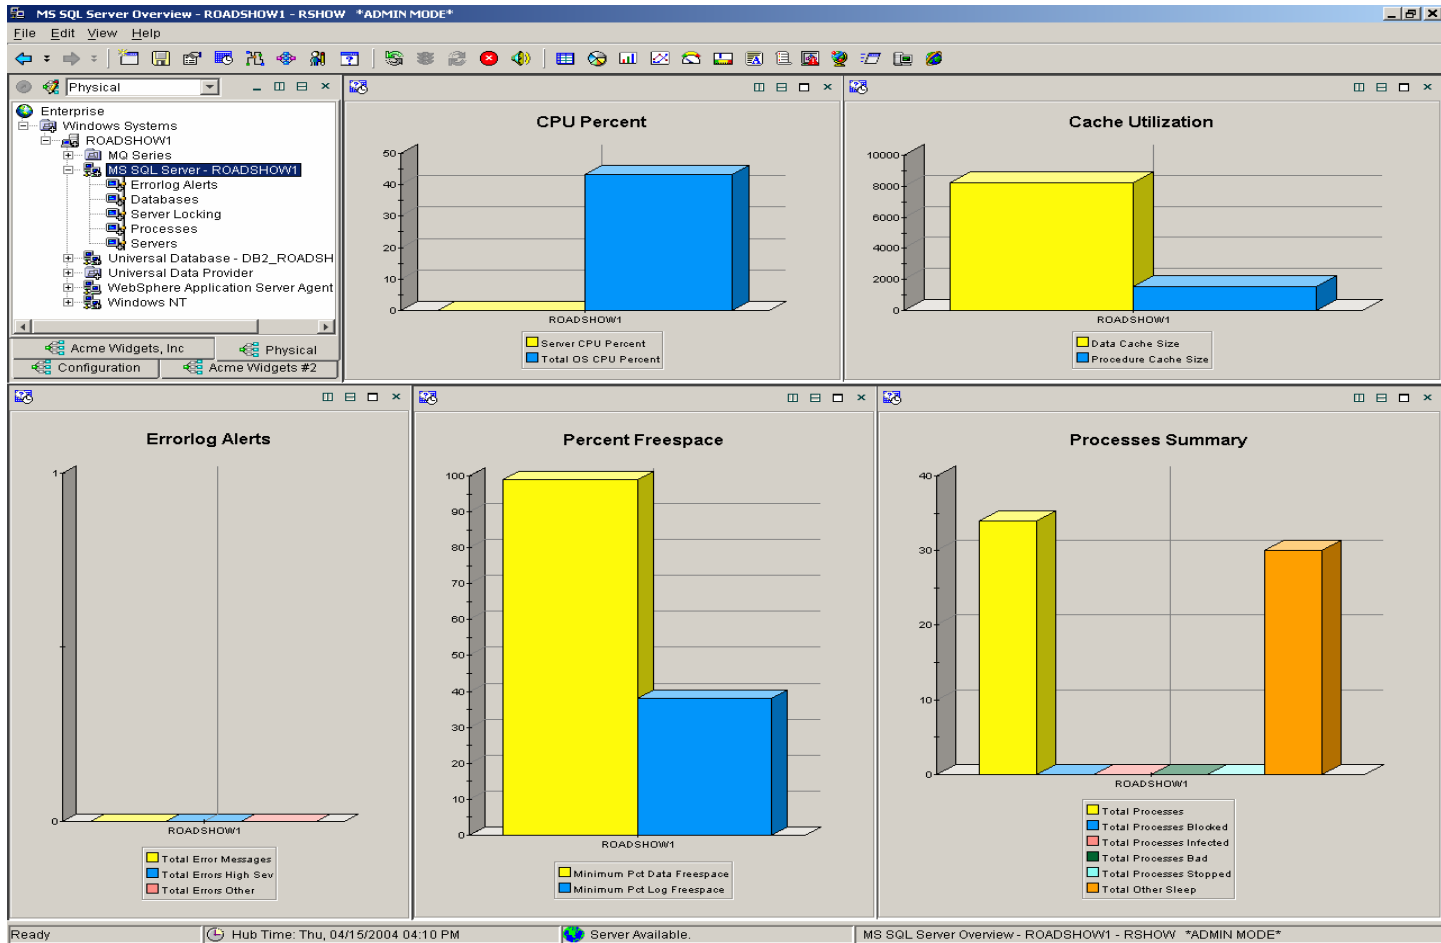 MS SQL Server Overview - ROADSHOW1 - RSHOW *ADMIN MODE*
File Edit View Help
Physical
Enterprise
Windows Systems
ROADSHOW1
MQ Series
MS SQL Server - ROADSHOW1
Errorlog Alerts
Databases
Server Locking
Processes
Servers
Universal Database - DB2_ROADSH
Universal Data Provider
WebSphere Application Server Agent
Windows NT
Acme Widgets, Inc
Physical
Configuration
Acme Widgets #2
CPU Percent
50
40
30
20
10
0
ROADSHOW1
Server CPU Percent
Total OS CPU Percent
Cache Utilization
10000
8000
6000
4000
2000
0
ROADSHOW1
Data Cache Size
Procedure Cache Size
Errorlog Alerts
1
0
ROADSHOW1
Total Error Messages
Total Errors High Sev
Total Errors Other
Percent Freespace
100
90
80
70
60
50
40
30
20
10
0
ROADSHOW1
Minimum Pct Data Freespace
Minimum Pct Log Freespace
Processes Summary
40
30
20
10
0
ROADSHOW1
Total Processes
Total Processes Blocked
Total Processes Infected
Total Processes Bad
Total Processes Stopped
Total Other Sleep
Ready
Hub Time: Thu, 04/15/2004 04:10 PM
Server Available.
MS SQL Server Overview - ROADSHOW1 - RSHOW *ADMIN MODE*